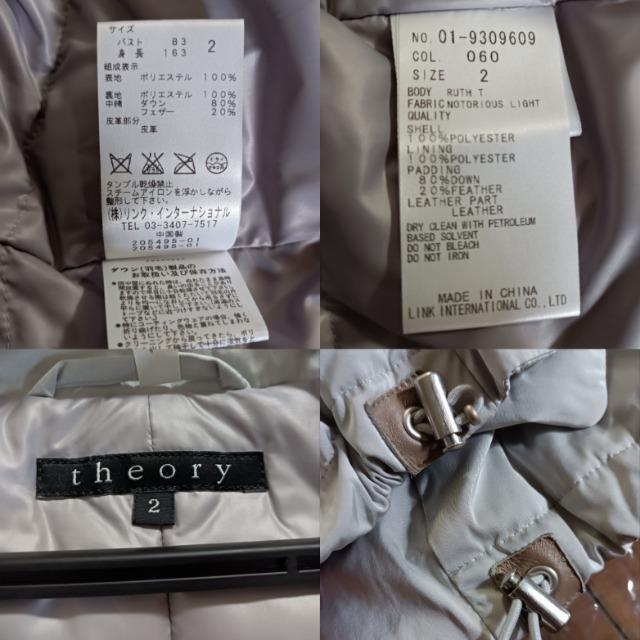 サイズ
バスト 83 2
身長 163
組成表示
表地 ポリエステル 100%
裏地 ポリエステル 100%
中綿 ダウン 80%
フェザー 20%
皮革部分
皮革
タンブル乾燥禁止
スチームアイロンを浮かしながら
整形して下さい。
(株)リンク・インターナショナル
TEL 03-3407-7517
中国製
205495-01
ダウン(羽毛)製品の
お取扱い及び保存方法
NO. 01-9309609
COL. 060
SIZE 2
BODY RUTH T
FABRIC NOTORIOUS LIGHT
QUALITY
SHELL
100%POLYESTER
LINING
100%POLYESTER
PADDING
80%DOWN
20%FEATHER
LEATHER PART
LEATHER
DRY CLEAN WITH PETROLEUM
BASED SOLVENT
DO NOT BLEACH
DO NOT IRON
MADE IN CHINA
LINK INTERNATIONAL CO.,LTD
theory
2